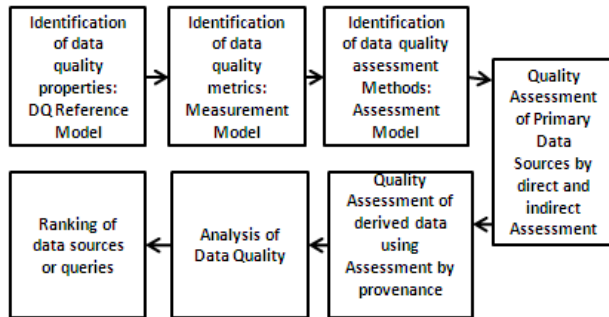 Identification
of data
quality
properties:
DQ Reference
Model
Identification
of data
quality
metrics:
Measurement
Model
Identification
of data quality
assessment
Methods:
Assessment
Model
Quality
Assessment
of Primary
Data
Sources by
direct and
indirect
Assessment
Quality
Assessment of
derived data
using
Assessment by
provenance
Analysis of
Data Quality
Ranking of
data sources
or queries